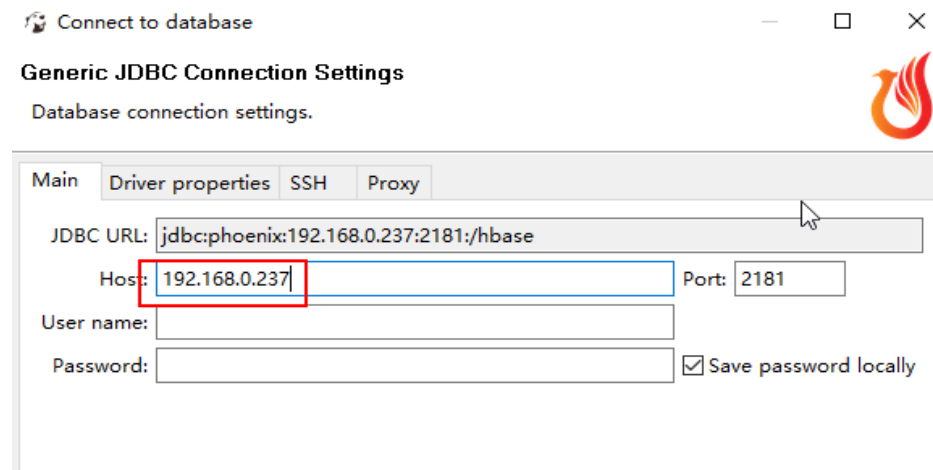 Connect to database
Generic JDBC Connection Settings
Database connection settings.
Main Driver properties SSH Proxy
JDBC URL: jdbc:phoenix:192.168.0.237:2181:/hbase
Host: 192.168.0.237 Port: 2181
User name:
Password: Save password locally